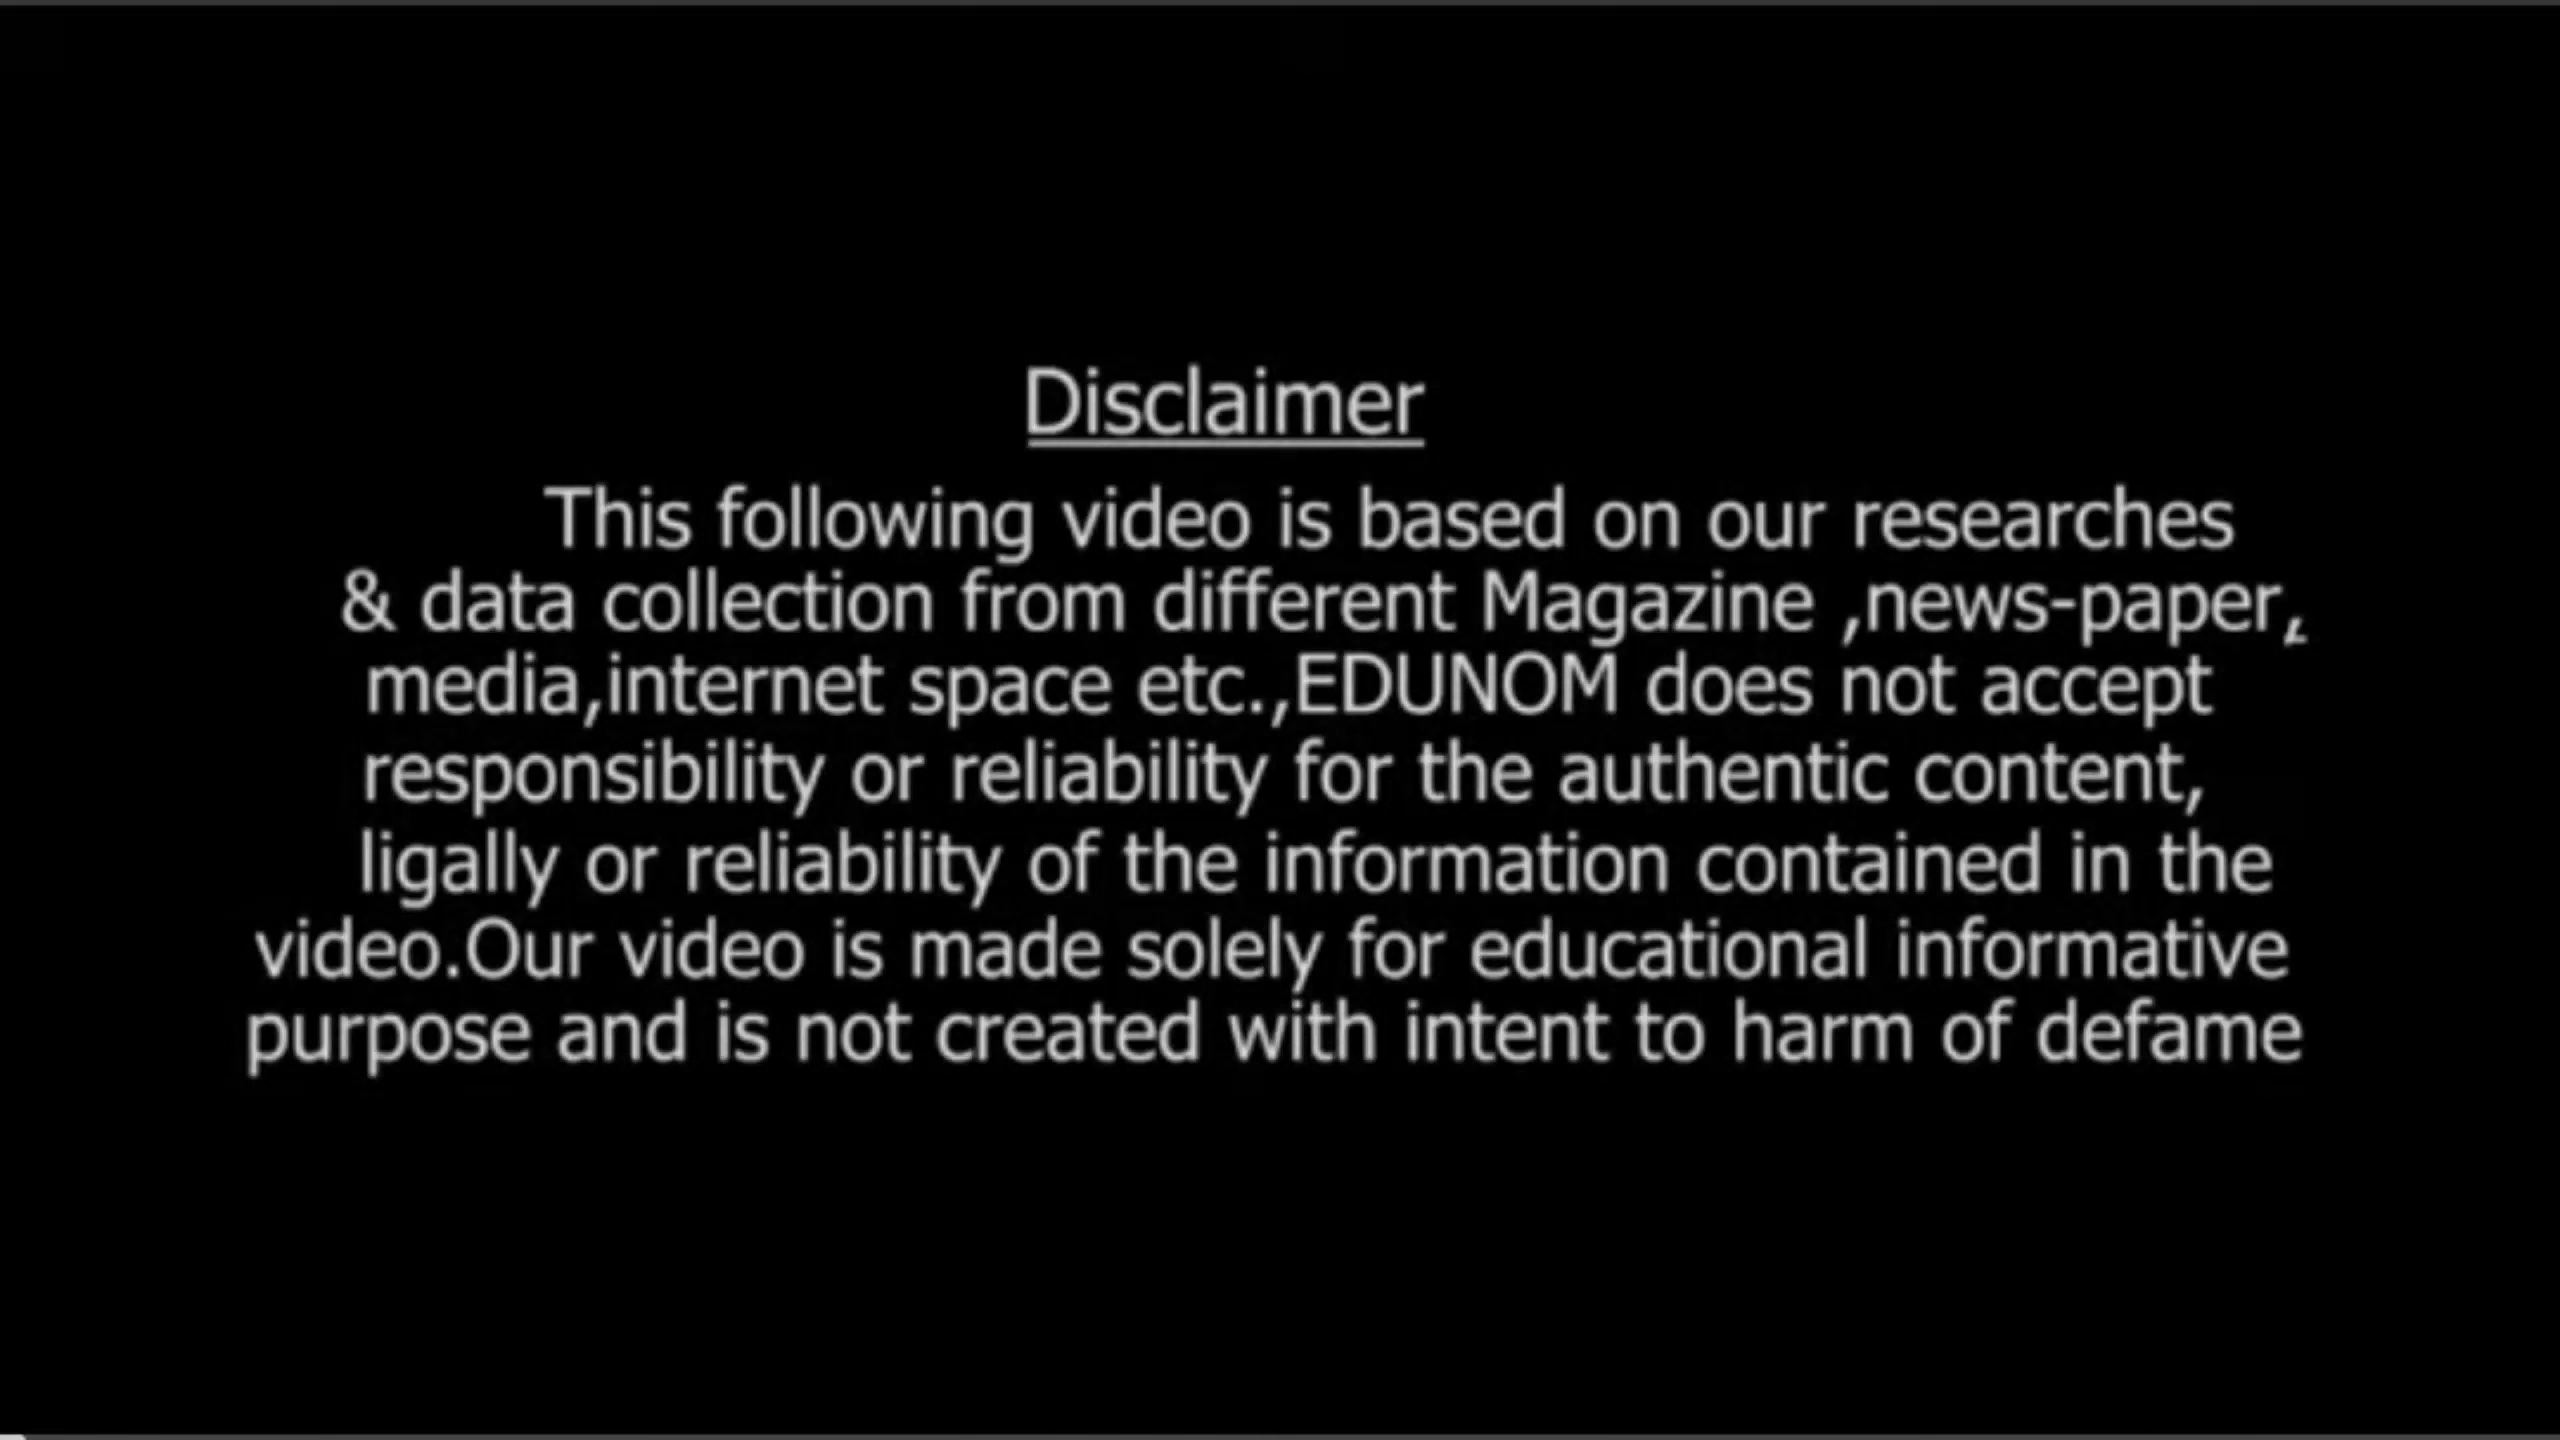 Disclaimer
This following video is based on our researches
& data collection from different Magazine ,news-paper,
media,internet space etc.,EDUNOM does not accept
responsibility or reliability for the authentic content,
ligally or reliability of the information contained in the
video.Our video is made solely for educational informative
purpose and is not created with intent to harm of defame